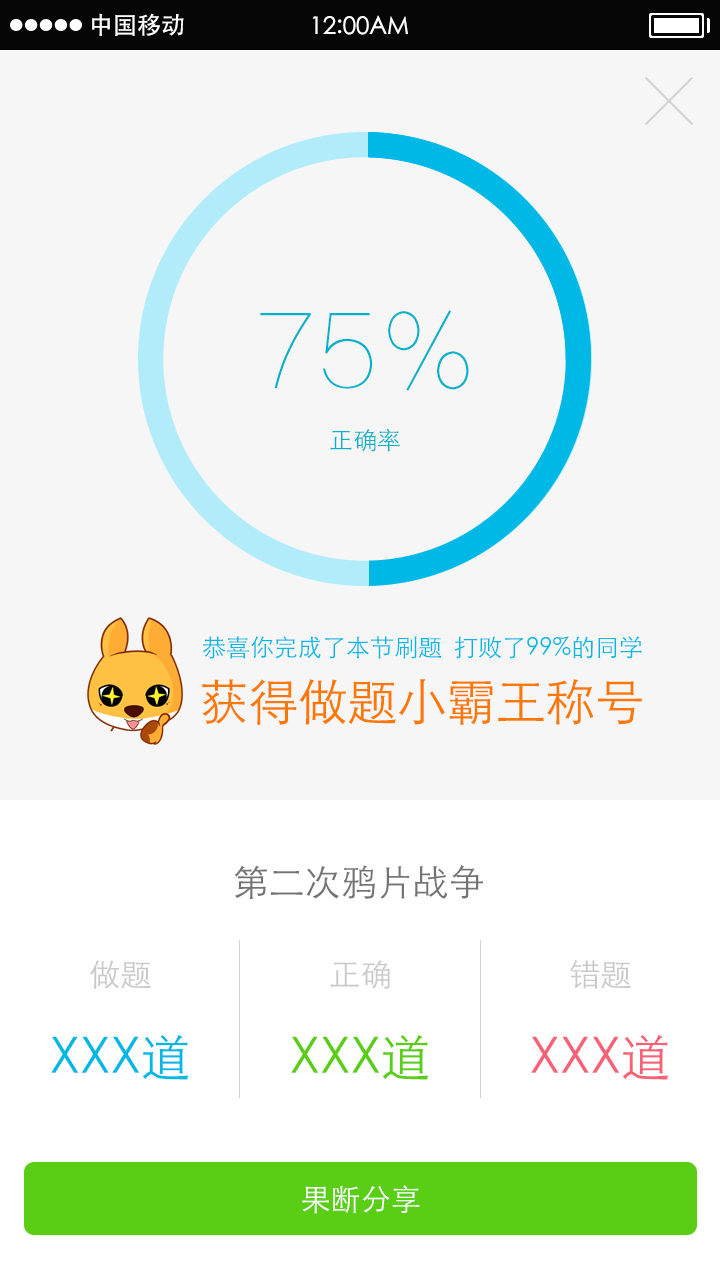 中国移动 12:00AM
75%
正确率
恭喜你完成了本节刷题 打败了99%的同学
获得做题小霸王称号
第二次鸦片战争
做题 正确 错题
XXX道 XXX道 XXX道
果断分享